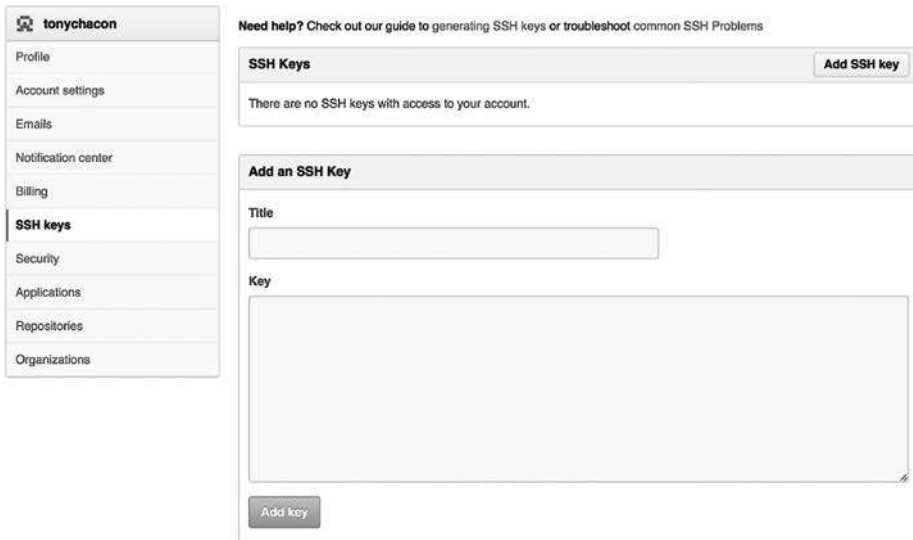 tonychacon
Profile
Account settings
Emails
Notification center
Billing
SSH keys
Security
Applications
Repositories
Organizations
Need help? Check out our guide to generating SSH keys or troubleshoot common SSH Problems
SSH Keys
Add SSH key
There are no SSH keys with access to your account.
Add an SSH Key
Title
Key
Add key